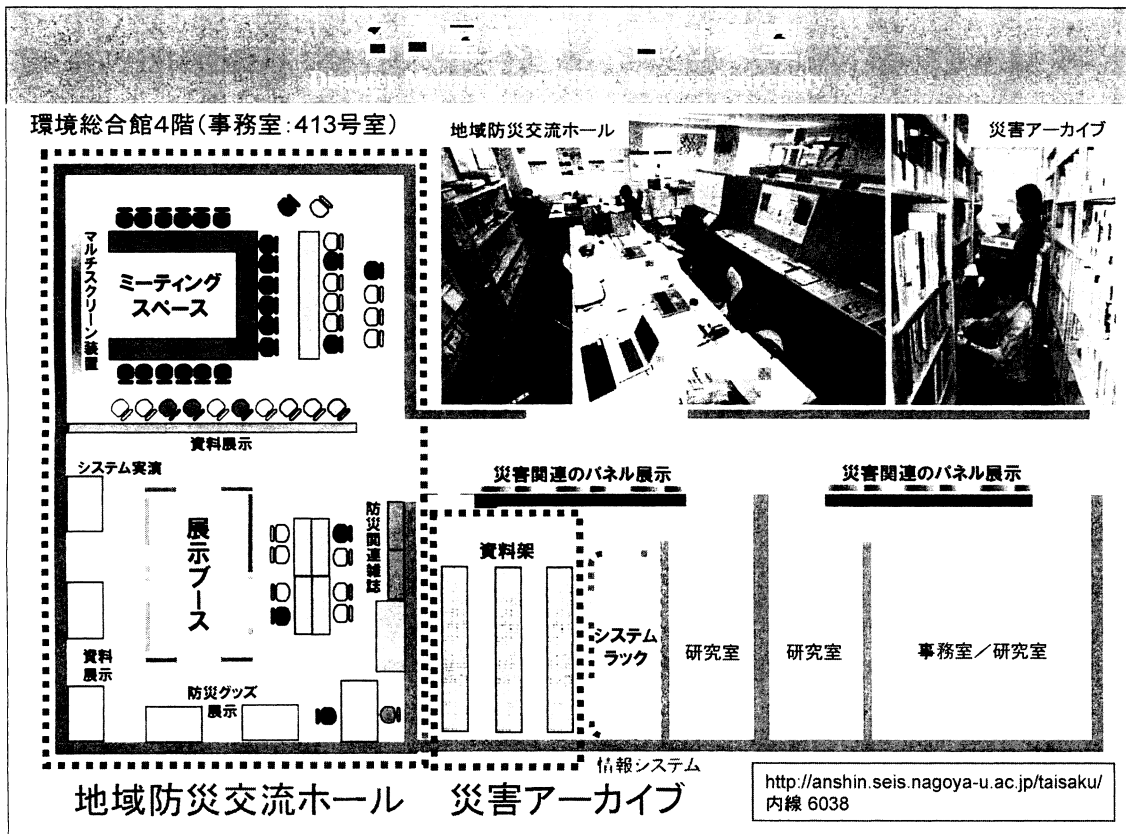 環境総合館4階(事務室:413号室)
地域防災交流ホール
災害アーカイブ
マルチスクリーン装置
ミーティング
スペース
資料展示
システム実演
展示ブース
防災関連雑誌
資料
展示
防災グッズ
展示
災害関連のパネル展示
災害関連のパネル展示
資料架
システム
ラック
研究室
研究室
事務室/研究室
情報システム
地域防災交流ホール
災害アーカイブ
http://anshin.seis.nagoya-u.ac.jp/taisaku/
内線 6038